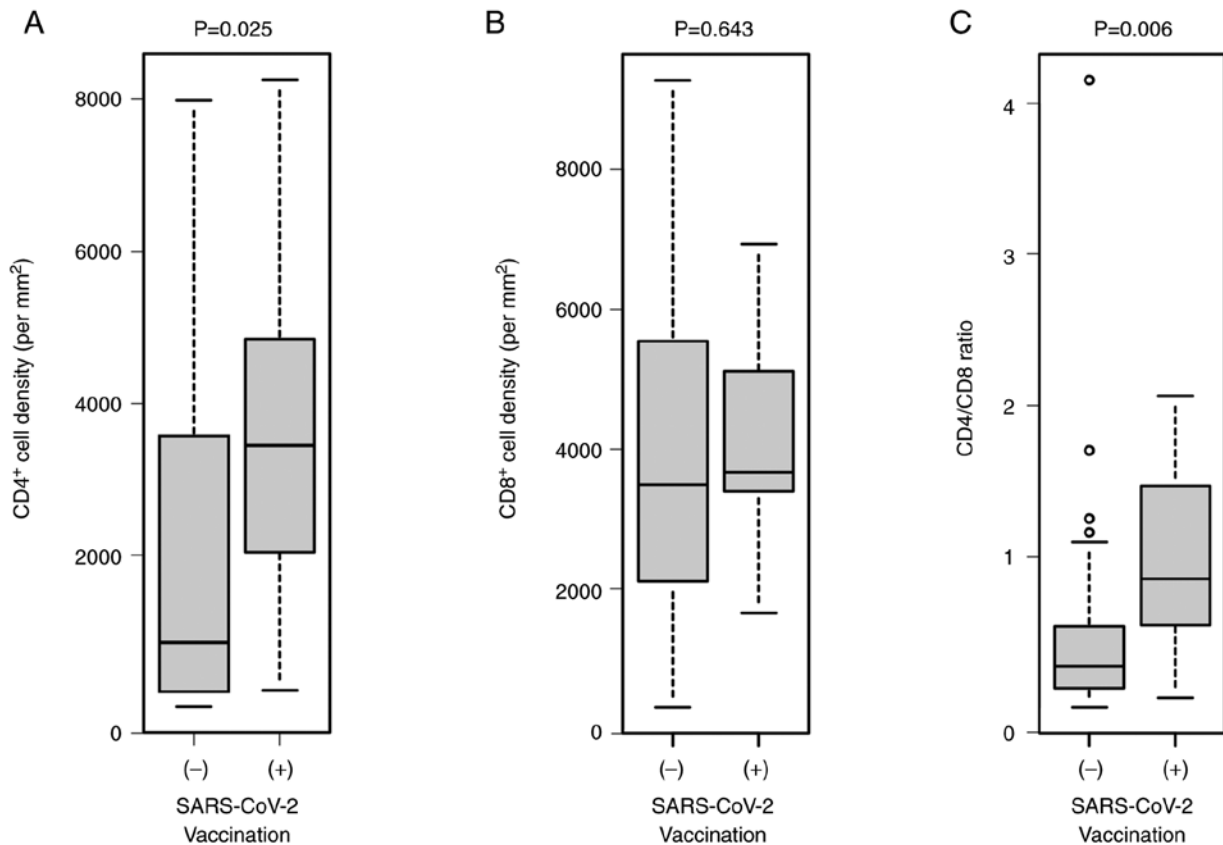 A
P=0.025
CD4⁺ cell density (per mm²)
8000
6000
4000
2000
0
(−)
(+)
SARS-CoV-2
Vaccination
B
P=0.643
CD8⁺ cell density (per mm²)
8000
6000
4000
2000
0
(−)
(+)
SARS-CoV-2
Vaccination
C
P=0.006
CD4/CD8 ratio
4
3
2
1
0
(−)
(+)
SARS-CoV-2
Vaccination